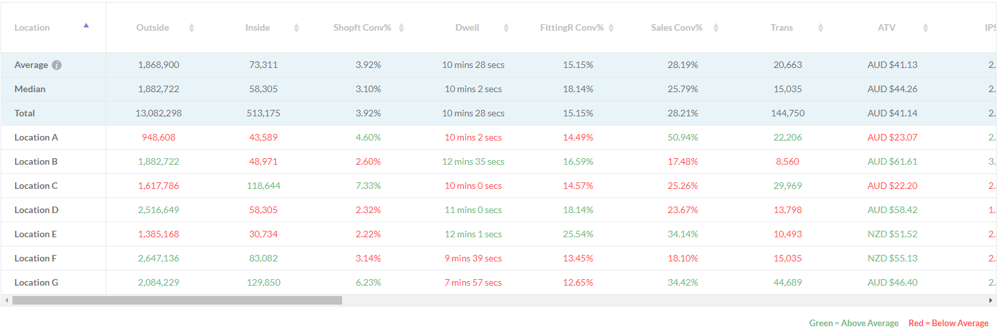 Location Outside Inside Shopft Conv% Dwell FittingR Conv% Sales Conv% Trans ATV IPS
Average i 1,868,900 73,311 3.92% 10 mins 28 secs 15.15% 28.19% 20,663 AUD $41.13 2.
Median 1,882,722 58,305 3.10% 10 mins 2 secs 18.14% 25.79% 15,035 AUD $44.26 2.
Total 13,082,298 513,175 3.92% 10 mins 28 secs 15.15% 28.21% 144,750 AUD $41.14 2.
Location A 948,608 43,589 4.60% 10 mins 2 secs 14.49% 50.94% 22,206 AUD $23.07 2.
Location B 1,882,722 48,971 2.60% 12 mins 35 secs 16.59% 17.48% 8,560 AUD $61.61 3.
Location C 1,617,786 118,644 7.33% 10 mins 0 secs 14.57% 25.26% 29,969 AUD $22.20 2.
Location D 2,516,649 58,305 2.32% 11 mins 0 secs 18.14% 23.67% 13,798 AUD $58.42 1.
Location E 1,385,168 30,734 2.22% 12 mins 1 secs 25.54% 34.14% 10,493 NZD $51.52 2.
Location F 2,647,136 83,082 3.14% 9 mins 39 secs 13.45% 18.10% 15,035 NZD $55.13 2.
Location G 2,084,229 129,850 6.23% 7 mins 57 secs 12.65% 34.42% 44,689 AUD $46.40 2.
Green = Above Average Red = Below Average